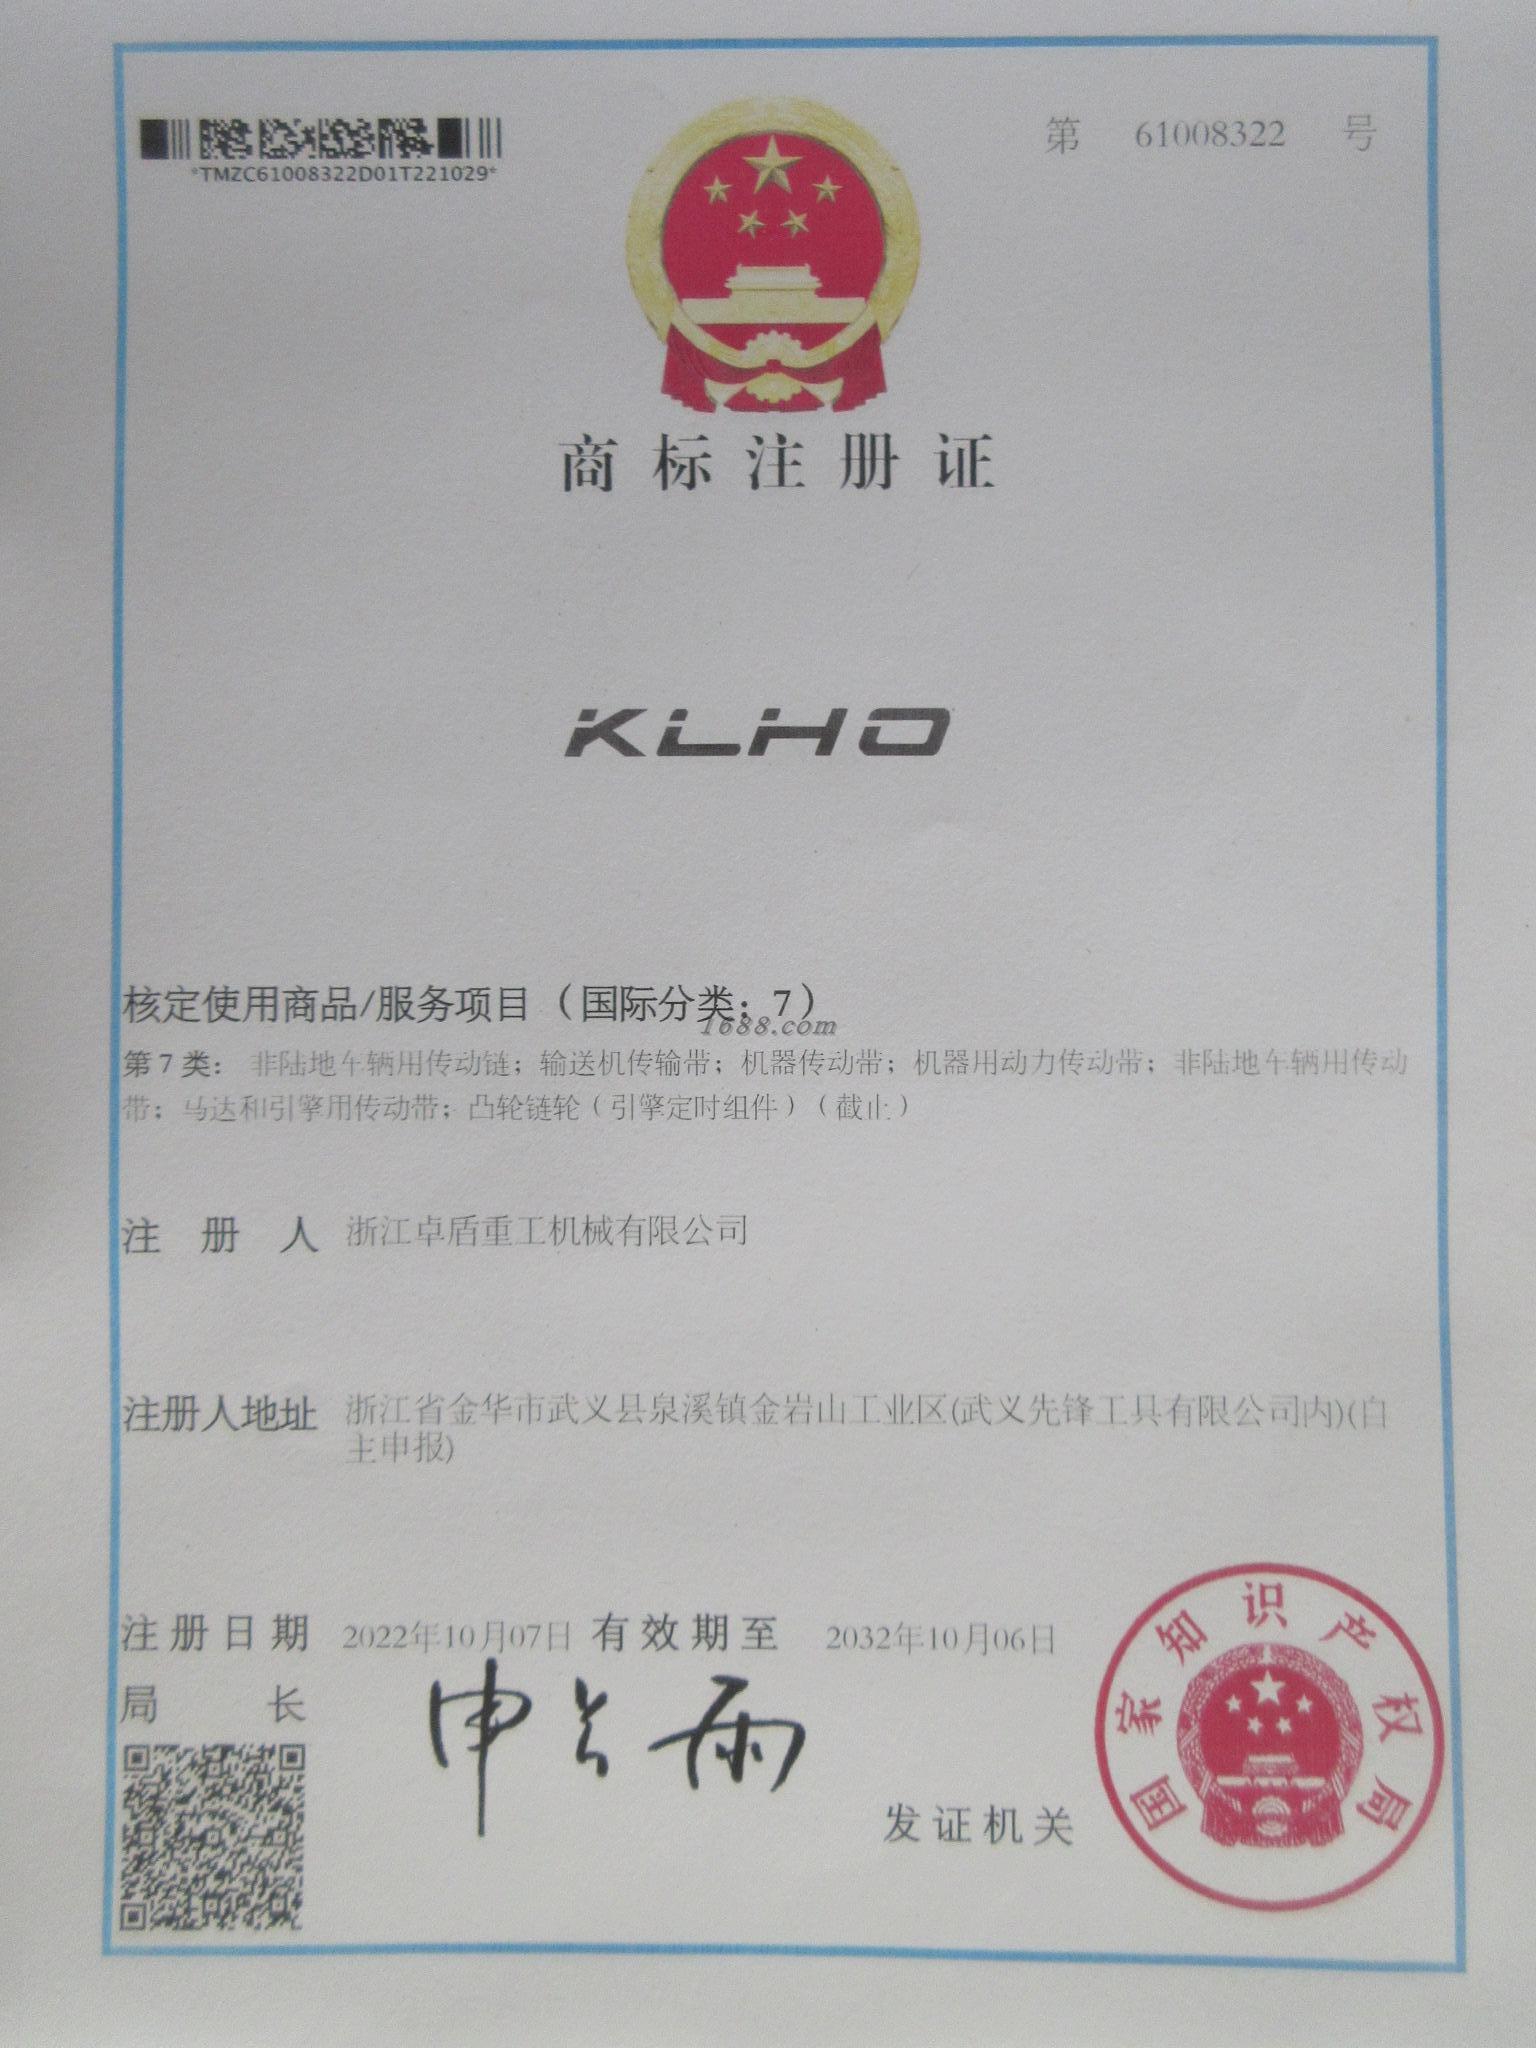 *TMZC61008322D01T221029*
第 61008322 号
商标注册证
KLHO
核定使用商品/服务项目（国际分类：7）
1688.com
第7类：非陆地车辆用传动链；输送机传输带；机器传动带；机器用动力传动带；非陆地车辆用传动
带；马达和引擎用传动带；凸轮链轮（引擎定时组件）（截止）
注册人 浙江卓盾重工机械有限公司
注册人地址 浙江省金华市武义县泉溪镇金岩山工业区(武义先锋工具有限公司内)(自
主申报)
注册日期 2022年10月07日 有效期至 2032年10月06日
局长 申长雨
发证机关
国家知识产权局